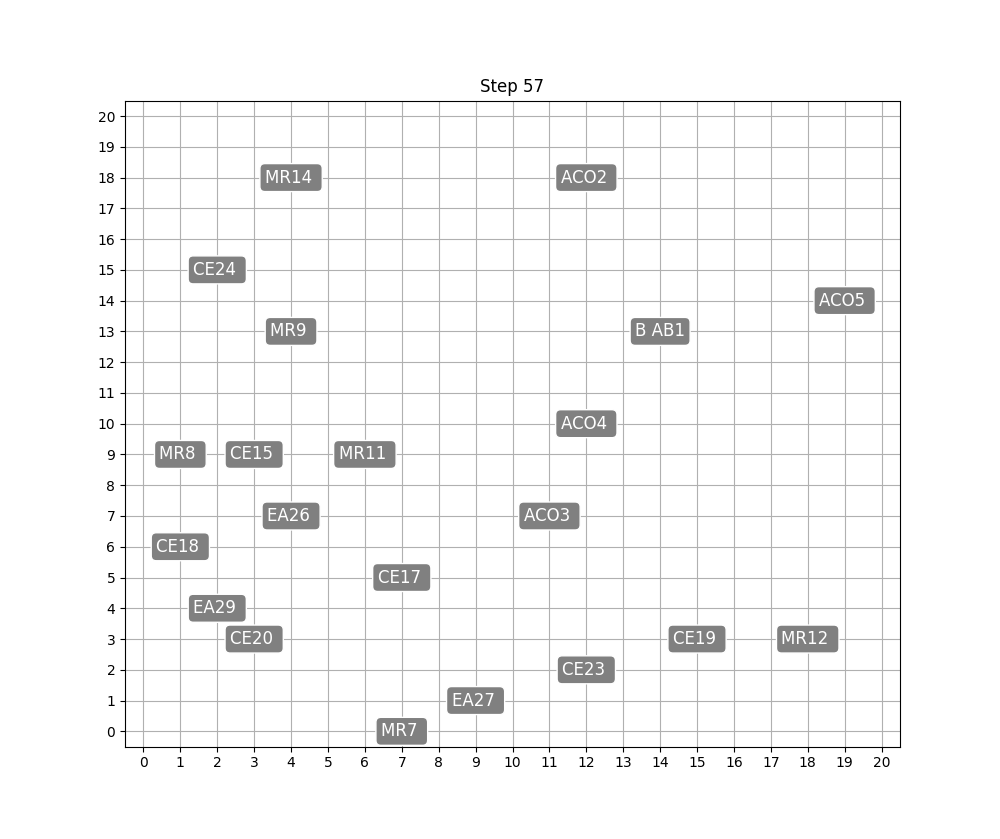 Step 57
20
19
18 MR14 ACO2
17
16
15 CE24
14 ACO5
13 MR9 B AB1
12
11
10 ACO4
9 MR8 CE15 MR11
8
7 EA26 ACO3
6 CE18
5 CE17
4 EA29
3 CE20 CE19 MR12
2 CE23
1 EA27
0 MR7
0 1 2 3 4 5 6 7 8 9 10 11 12 13 14 15 16 17 18 19 20